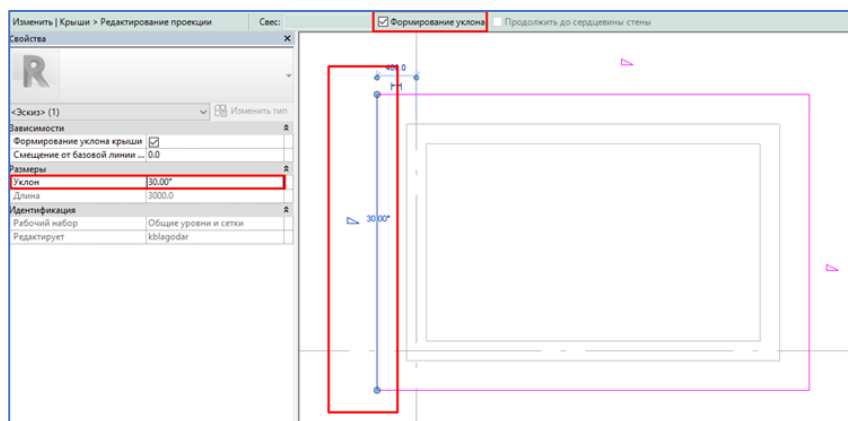 Изменить | Крыши > Редактирование проекции Свес: Формирование уклона Продолжить до сердцевины стены
Свойства
R
<Эскиз> (1) Изменить тип
Зависимости
Формирование уклона крыши
Смещение от базовой линии ... 0.0
Размеры
Уклон 30.00°
Длина 3000.0
Идентификация
Рабочий набор Общие уровни и сетки
Редактирует kblagodar
30.00°